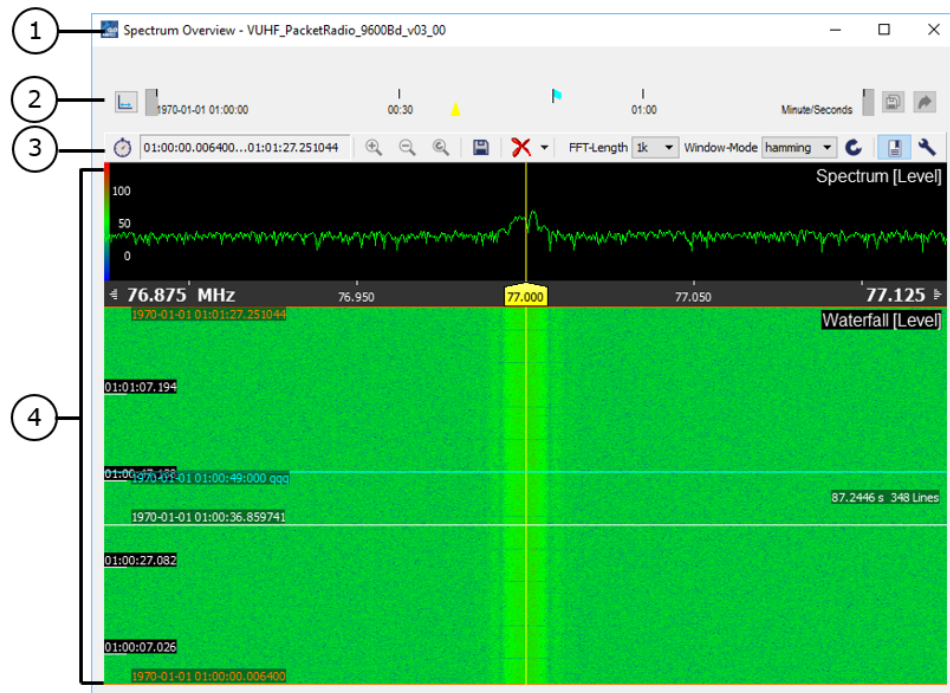 1
Spectrum Overview - VUHF_PacketRadio_9600Bd_v03_00
2
1970-01-01 01:00:00
00:30
01:00
Minute/Seconds
3
01:00:00.006400...01:01:27.251044
FFT-Length 1k
Window-Mode hamming
Spectrum [Level]
100
50
0
76.875 MHz
76.950
77.000
77.050
77.125
1970-01-01 01:01:27.251044
Waterfall [Level]
01:01:07.194
4
1970-01-01 01:00:49:000 qqq
87.2446 s 348 Lines
1970-01-01 01:00:36.859741
01:00:27.082
01:00:07.026
1970-01-01 01:00:00.006400